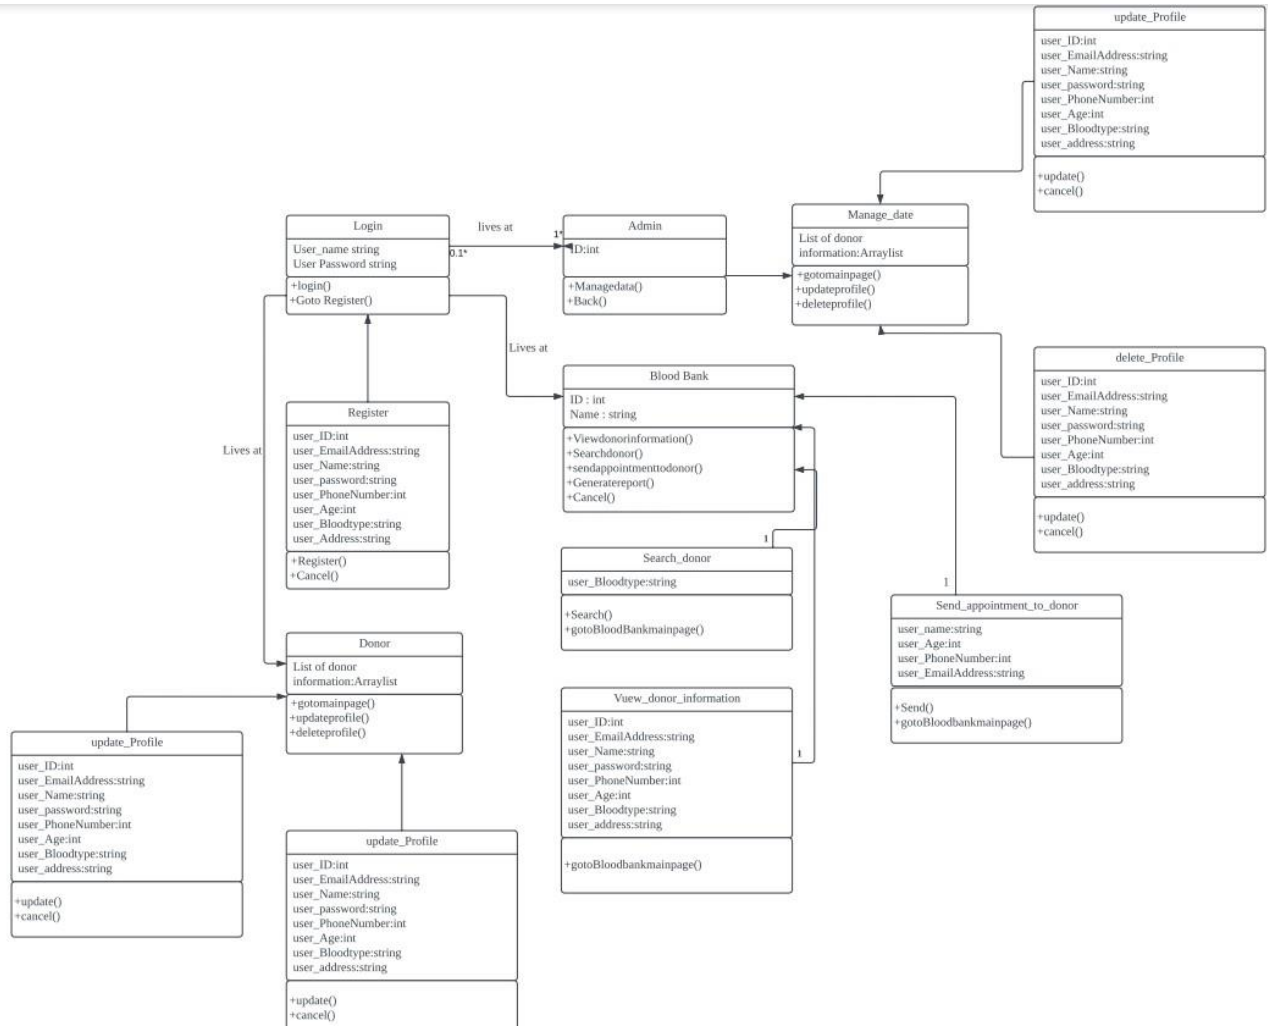 update_Profile
user_ID:int
user_EmailAddress:string
user_Name:string
user_password:string
user_PhoneNumber:int
user_Age:int
user_Bloodtype:string
user_address:string
+update()
+cancel()
Login
User_name string
User Password string
+login()
+Goto Register()
lives at
0.1*
1*
Admin
ID:int
+Managedata()
+Back()
Manage_date
List of donor
information:Arraylist
+gotomainpage()
+updateprofile()
+deleteprofile()
Lives at
delete_Profile
user_ID:int
user_EmailAddress:string
user_Name:string
user_password:string
user_PhoneNumber:int
user_Age:int
user_Bloodtype:string
user_address:string
+update()
+cancel()
Blood Bank
ID : int
Name : string
+Viewdonorinformation()
+Searchdonor()
+sendappointmenttodonor()
+Generatereport()
+Cancel()
Register
user_ID:int
user_EmailAddress:string
user_Name:string
user_password:string
user_PhoneNumber:int
user_Age:int
user_Bloodtype:string
user_Address:string
+Register()
+Cancel()
Lives at
1
Search_donor
user_Bloodtype:string
+Search()
+gotoBloodBankmainpage()
1
Send_appointment_to_donor
user_name:string
user_Age:int
user_PhoneNumber:int
user_EmailAddress:string
+Send()
+gotoBloodbankmainpage()
Donor
List of donor
information:Arraylist
+gotomainpage()
+updateprofile()
+deleteprofile()
Vuew_donor_information
user_ID:int
user_EmailAddress:string
user_Name:string
user_password:string
user_PhoneNumber:int
user_Age:int
user_Bloodtype:string
user_address:string
+gotoBloodbankmainpage()
1
update_Profile
user_ID:int
user_EmailAddress:string
user_Name:string
user_password:string
user_PhoneNumber:int
user_Age:int
user_Bloodtype:string
user_address:string
+update()
+cancel()
update_Profile
user_ID:int
user_EmailAddress:string
user_Name:string
user_password:string
user_PhoneNumber:int
user_Age:int
user_Bloodtype:string
user_address:string
+update()
+cancel()